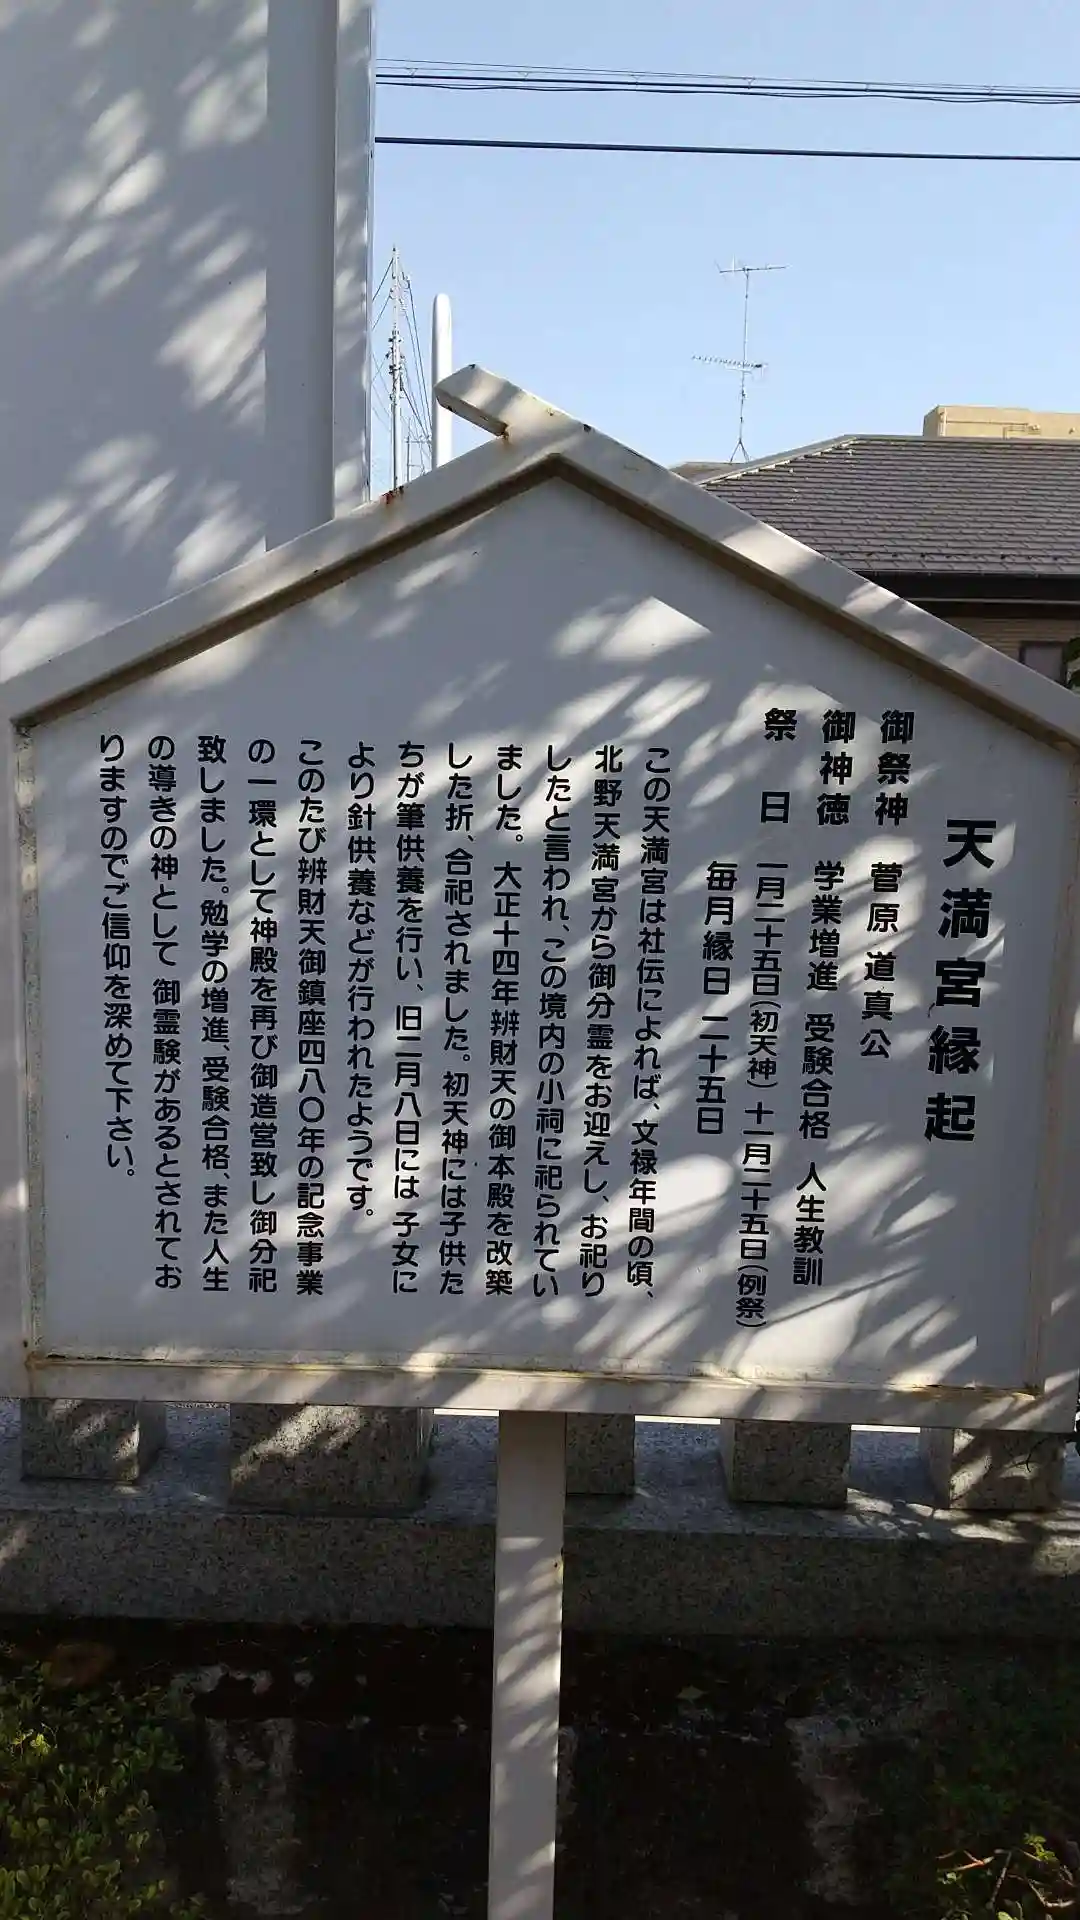 天満宮縁起
御祭神 菅原道真公
御神徳 学業増進 受験合格 人生教訓
祭日 一月二十五日(初天神) 十一月二十五日(例祭)
毎月縁日 二十五日
この天満宮は社伝によれば、文禄年間の頃、
北野天満宮から御分霊をお迎えし、お祀り
したと言われ、この境内の小祠に祀られてい
ました。大正十四年辨財天の御本殿を改築
した折、合祀されました。初天神には子供た
ちが筆供養を行い、旧二月八日には子女に
より針供養などが行われたようです。
このたび辨財天御鎮座四八〇年の記念事業
の一環として神殿を再び御造営致し御分祀
致しました。勉学の増進、受験合格、また人生
の導きの神として 御霊験があるとされてお
りますのでご信仰を深めて下さい。